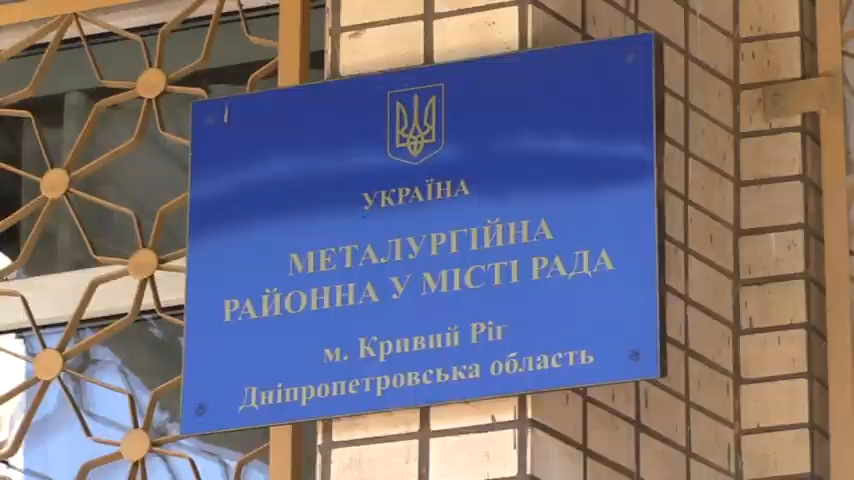 УКРАЇНА
МЕТАЛУРГІЙНА
РАЙОННА У МІСТІ РАДА
м. Кривий Ріг
Дніпропетровська область